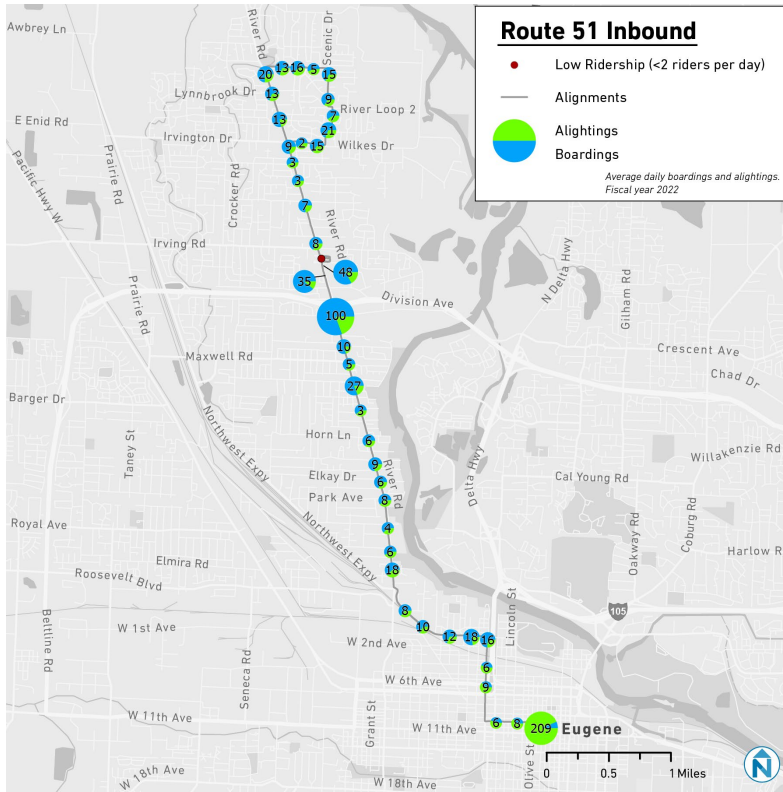 Route 51 Inbound
Low Ridership (<2 riders per day)
Alignments
Alightings
Boardings
Average daily boardings and alightings.
Fiscal year 2022
Awbrey Ln
River Rd
Scenic Dr
13
16
5
20
15
Lynnbrook Dr
13
9
River Loop 2
7
E Enid Rd
13
21
Irvington Dr
9
2
15
Wilkes Dr
3
Prairie Rd
Pacific Hwy W
Crocker Rd
3
7
River Rd
Irving Rd
8
48
35
N Delta Hwy
Gilham Rd
Prairie Rd
Division Ave
100
10
Crescent Ave
Maxwell Rd
5
Chad Dr
27
Barger Dr
3
Northwest Expy
Horn Ln
6
Taney St
Willakenzie Rd
9
Delta Hwy
Elkay Dr
6
River Rd
Cal Young Rd
Park Ave
8
Royal Ave
Northwest Expy
4
Oakway Rd
Coburg Rd
6
Harlow R
Elmira Rd
18
Roosevelt Blvd
Lincoln St
105
8
Beltline Rd
W 1st Ave
10
12
18
16
W 2nd Ave
6
Seneca Rd
W 6th Ave
9
Grant St
W 11th Ave
6
8
209
Eugene
W 11th Ave
Olive St
W 18th Ave
W 18th Ave
0
0.5
1 Miles
N